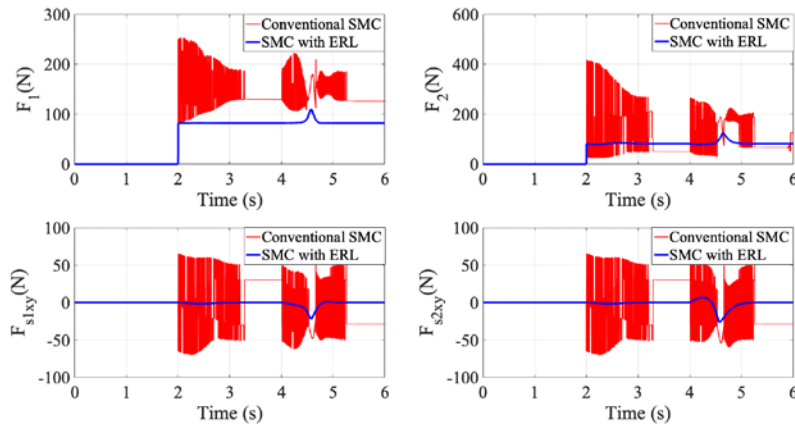 300
200
100
0
F1(N)
Conventional SMC
SMC with ERL
0 1 2 3 4 5 6
Time (s)
600
400
200
0
F2(N)
Conventional SMC
SMC with ERL
0 1 2 3 4 5 6
Time (s)
100
50
0
-50
-100
Fs1xy(N)
Conventional SMC
SMC with ERL
0 1 2 3 4 5 6
Time (s)
100
50
0
-50
-100
Fs2xy(N)
Conventional SMC
SMC with ERL
0 1 2 3 4 5 6
Time (s)